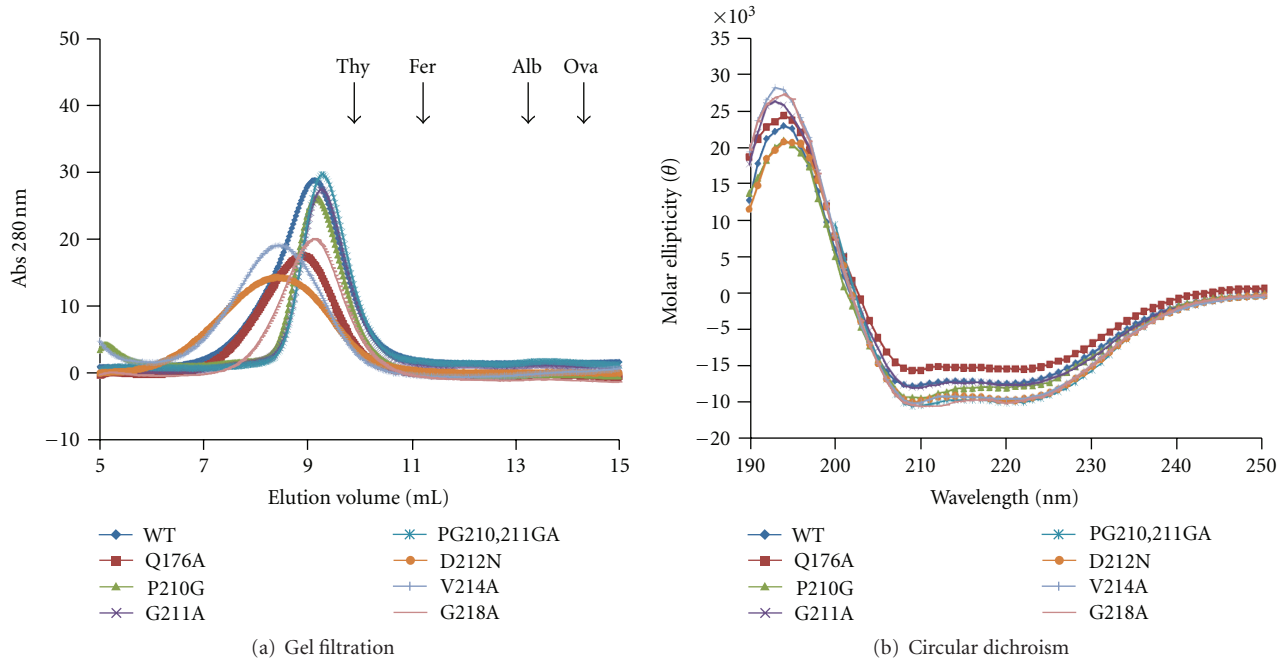 50
40
30
20
10
0
−10
Abs 280 nm
Thy
Fer
Alb
Ova
5
7
9
11
13
15
Elution volume (mL)
WT
Q176A
P210G
G211A
PG210,211GA
D212N
V214A
G218A
(a) Gel filtration
×10³
35
30
25
20
15
10
5
0
−5
−10
−15
−20
Molar ellipticity (θ)
190
200
210
220
230
240
250
Wavelength (nm)
WT
Q176A
P210G
G211A
PG210,211GA
D212N
V214A
G218A
(b) Circular dichroism